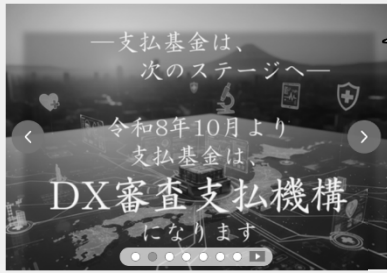 ―支払基金は、
次のステージへ―
令和8年10月より
支払基金は、
DX審査支払機構
になります